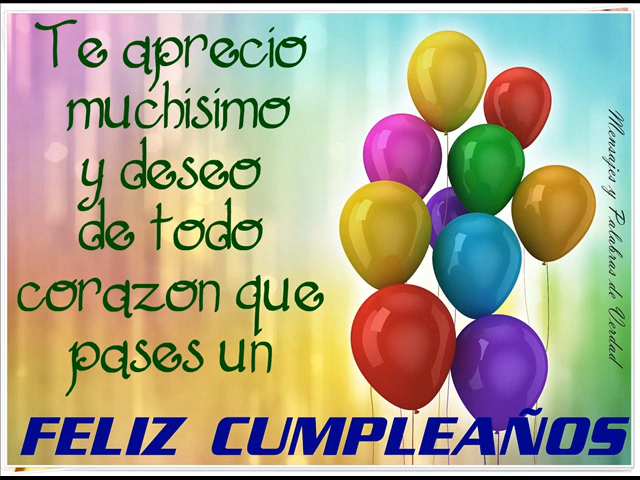 Te aprecio
muchisimo
y deseo
de todo
corazon que
pases un
FELIZ CUMPLEAÑOS
Mensajes y Palabras de Verdad